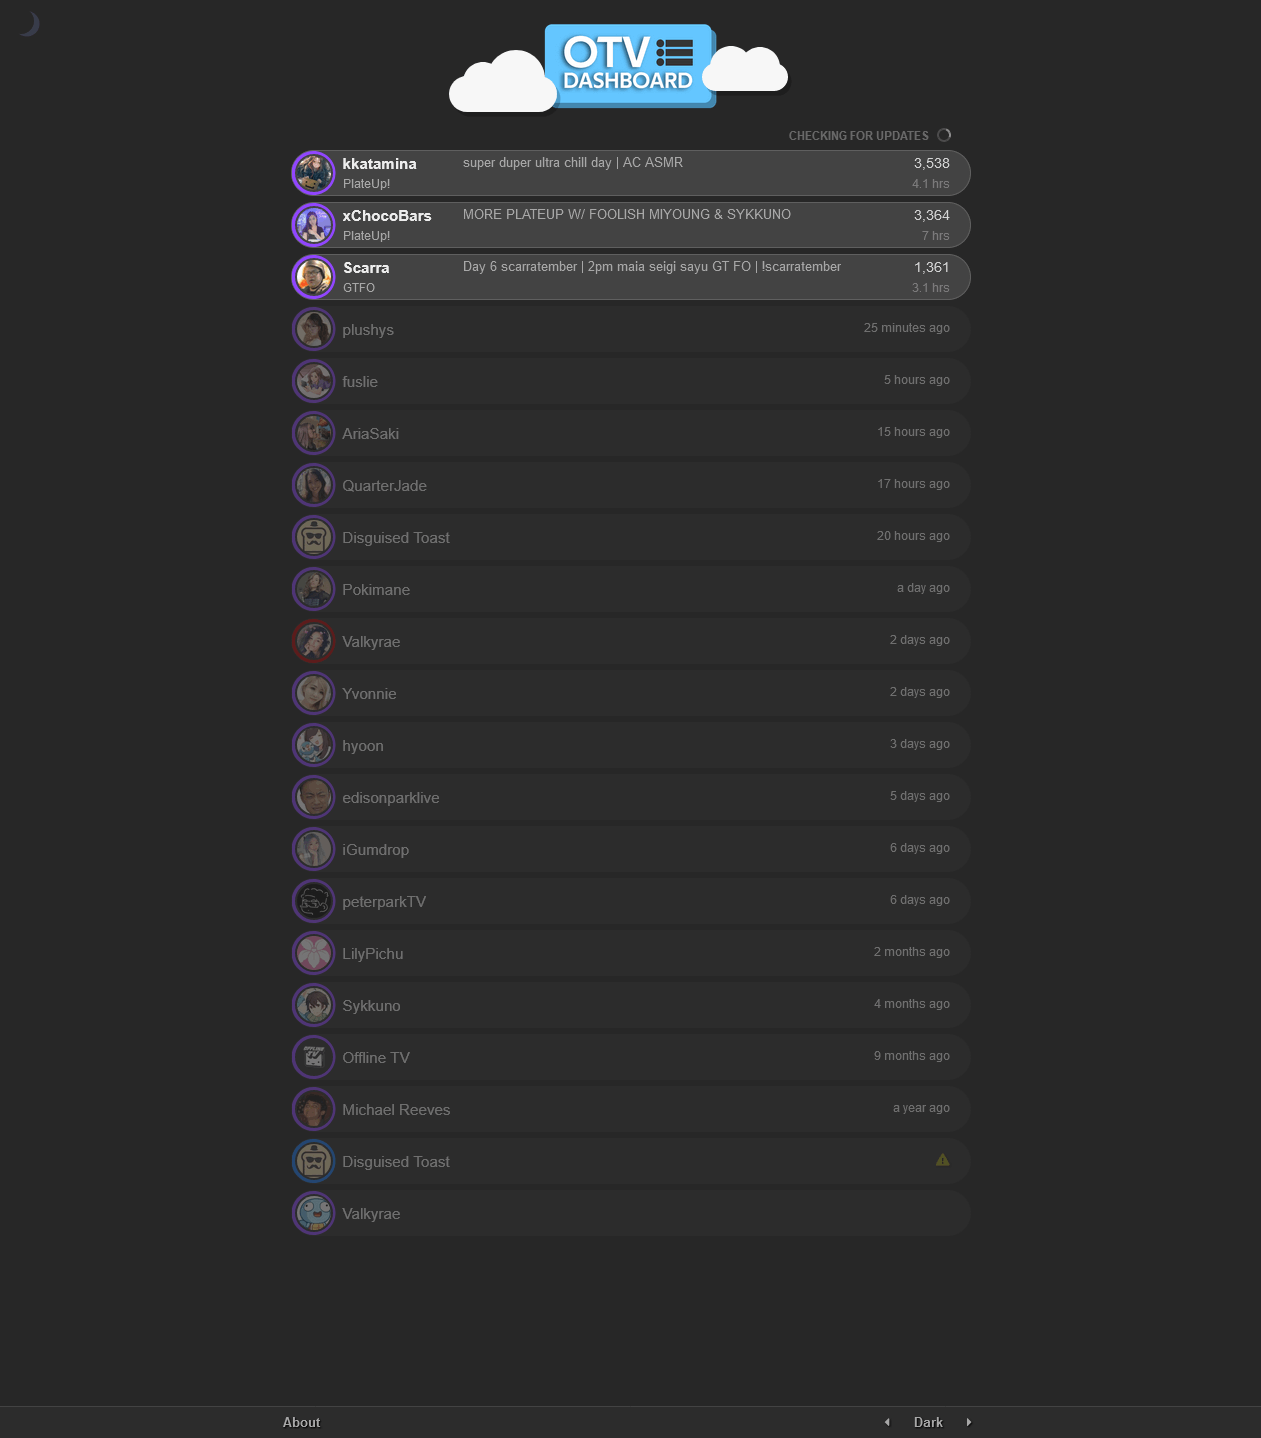 OTV
DASHBOARD
CHECKING FOR UPDATES
kkatamina super duper ultra chill day | AC ASMR 3,538
PlateUp! 4.1 hrs
xChocoBars MORE PLATEUP W/ FOOLISH MIYOUNG & SYKKUNO 3,364
PlateUp! 7 hrs
Scarra Day 6 scarratember | 2pm maia seigi sayu GT FO | !scarratember 1,361
GTFO 3.1 hrs
plushys 25 minutes ago
fuslie 5 hours ago
AriaSaki 15 hours ago
QuarterJade 17 hours ago
Disguised Toast 20 hours ago
Pokimane a day ago
Valkyrae 2 days ago
Yvonnie 2 days ago
hyoon 3 days ago
edisonparklive 5 days ago
iGumdrop 6 days ago
peterparkTV 6 days ago
LilyPichu 2 months ago
Sykkuno 4 months ago
Offline TV 9 months ago
Michael Reeves a year ago
Disguised Toast
Valkyrae
About Dark